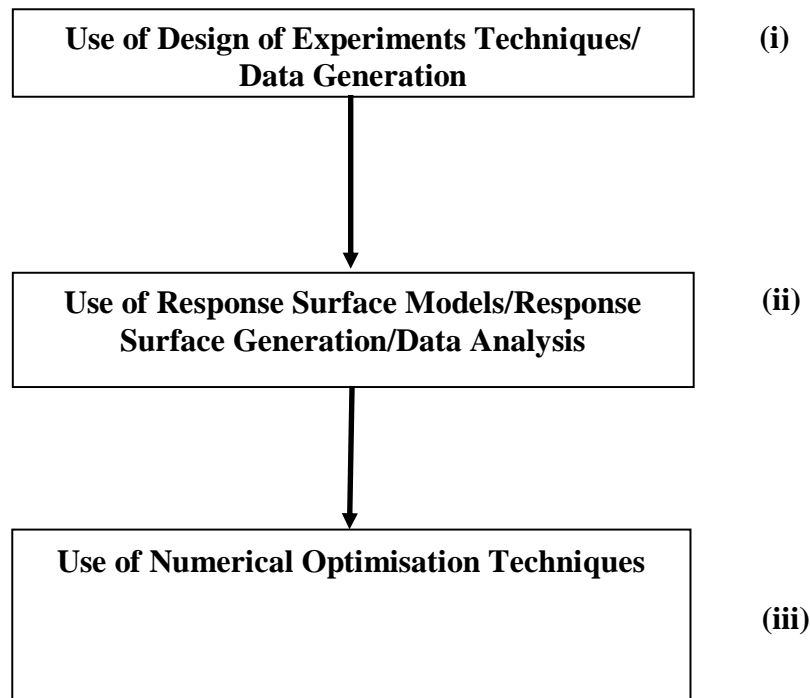 Use of Design of Experiments Techniques/
Data Generation
(i)
Use of Response Surface Models/Response
Surface Generation/Data Analysis
(ii)
Use of Numerical Optimisation Techniques
(iii)